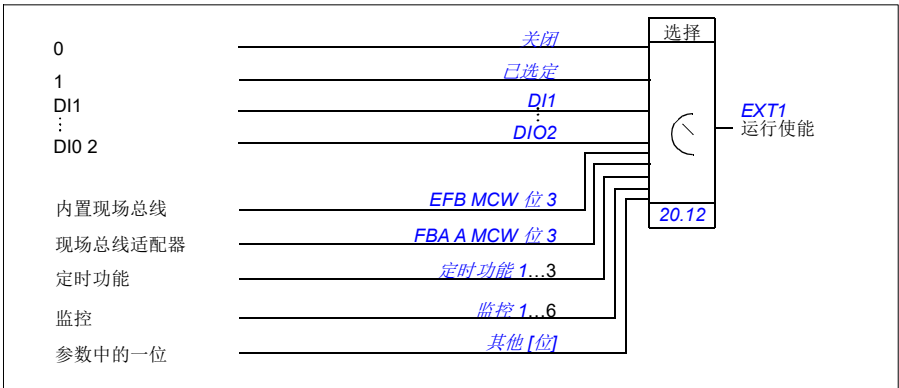 选择
0 关闭
1 已选定
DI1 DI1
⋮ ⋮
DI0 2 DIO2
EXT1
运行使能
内置现场总线 EFB MCW 位 3
20.12
现场总线适配器 FBA A MCW 位 3
定时功能 定时功能 1…3
监控 监控 1…6
参数中的一位 其他 [位]